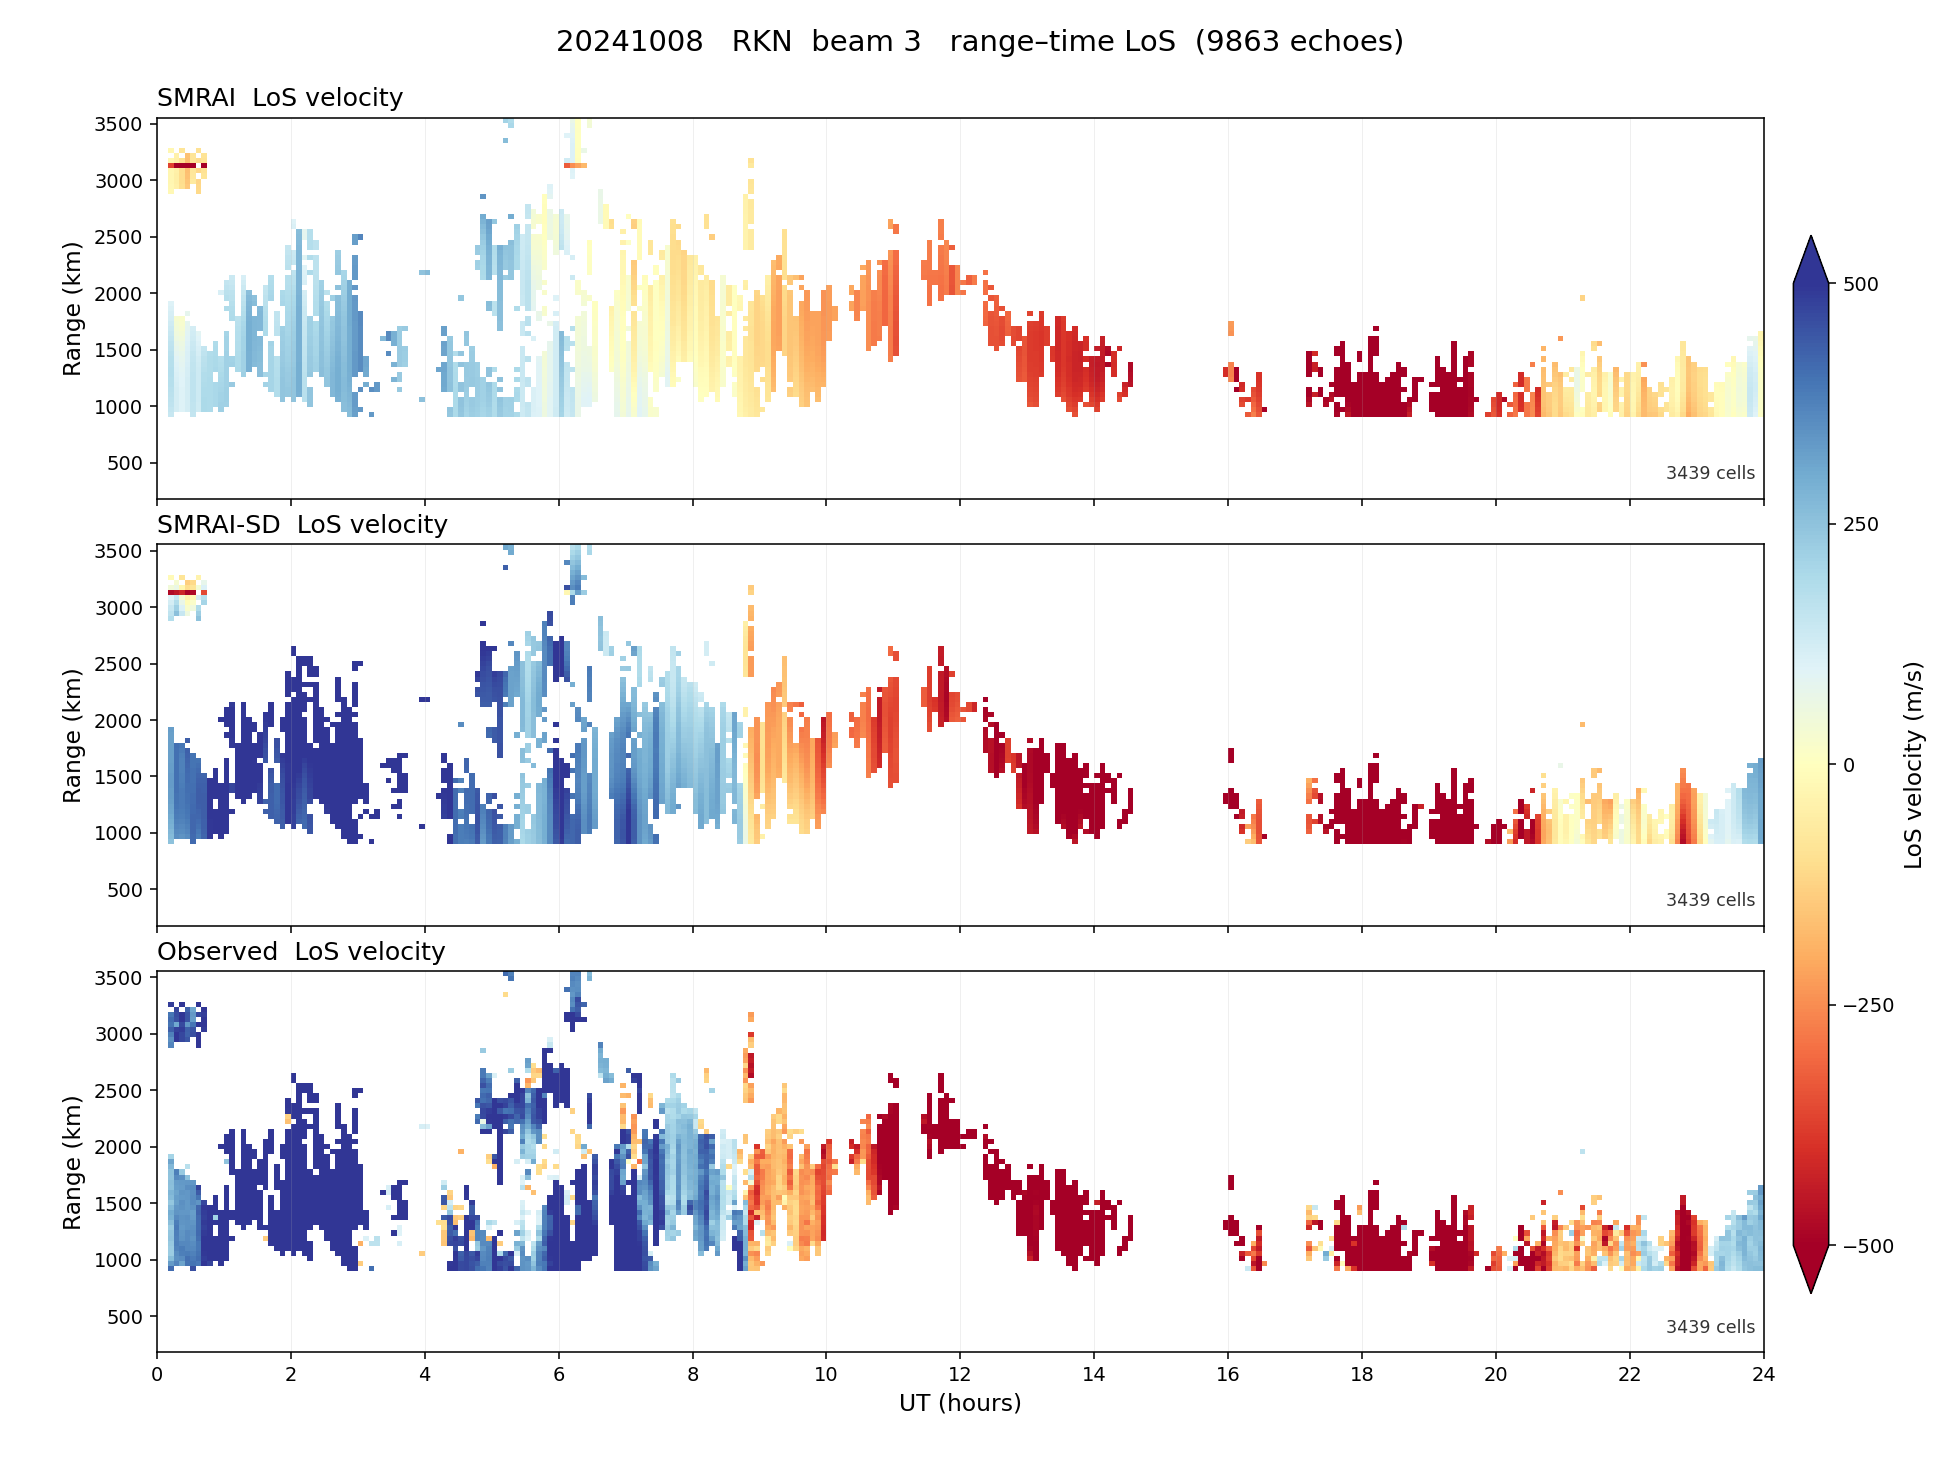 20241008 RKN beam 3 range–time LoS (9863 echoes)
SMRAI LoS velocity
3500
3000
2500
2000
1500
1000
500
Range (km)
3439 cells
SMRAI-SD LoS velocity
3500
3000
2500
2000
1500
1000
500
Range (km)
3439 cells
Observed LoS velocity
3500
3000
2500
2000
1500
1000
500
Range (km)
3439 cells
0 2 4 6 8 10 12 14 16 18 20 22 24
UT (hours)
500
250
0
−250
−500
LoS velocity (m/s)